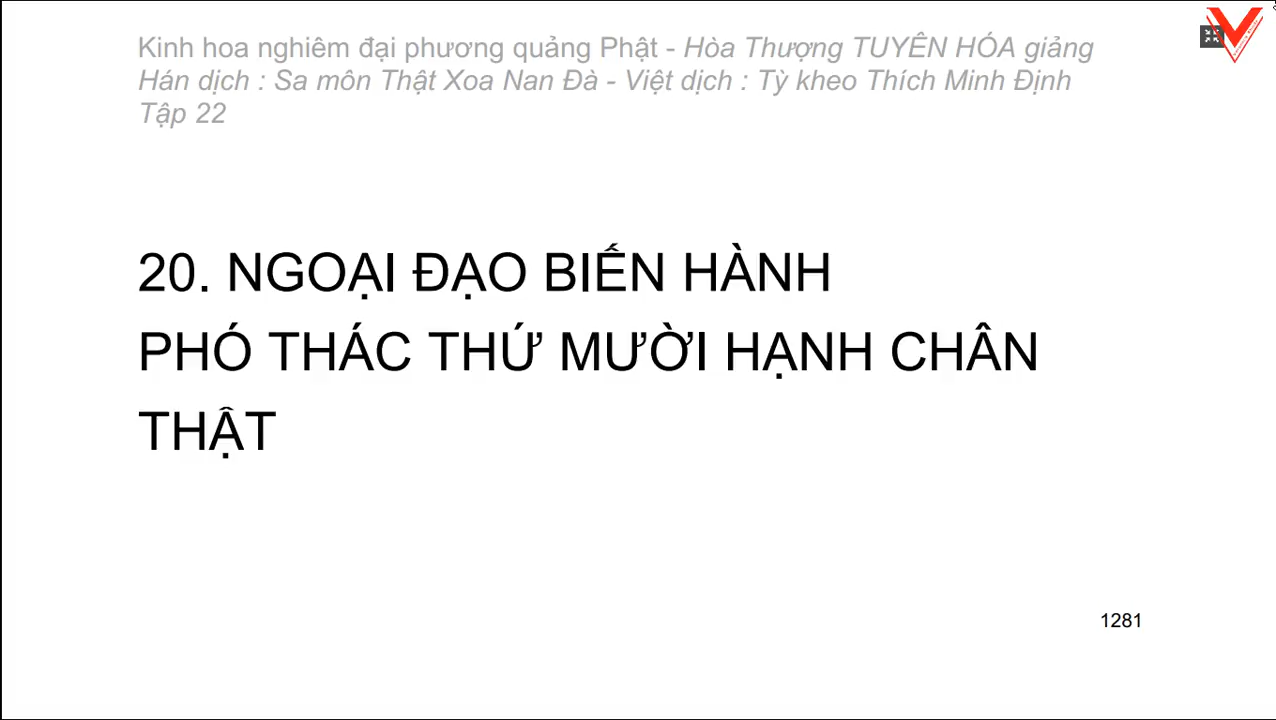 Kinh hoa nghiêm đại phương quảng Phật - Hòa Thượng TUYÊN HÓA giảng
Hán dịch : Sa môn Thật Xoa Nan Đà - Việt dịch : Tỳ kheo Thích Minh Định
Tập 22
20. NGOẠI ĐẠO BIẾN HÀNH
PHÓ THÁC THỨ MƯỜI HẠNH CHÂN
THẬT
1281